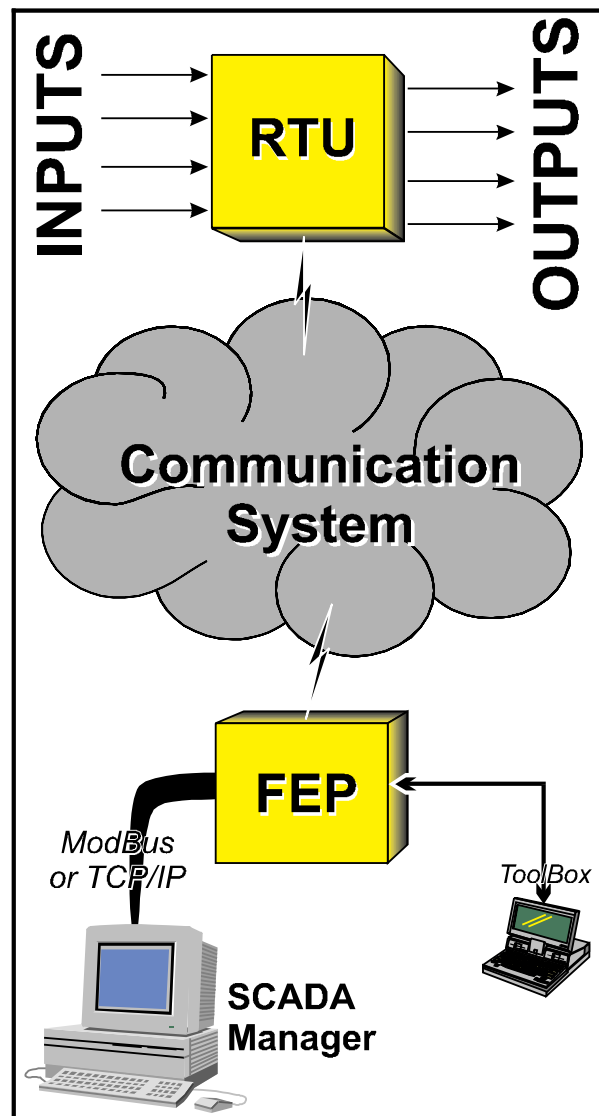 INPUTS
RTU
OUTPUTS
Communication
System
FEP
ModBus
or TCP/IP
ToolBox
SCADA
Manager